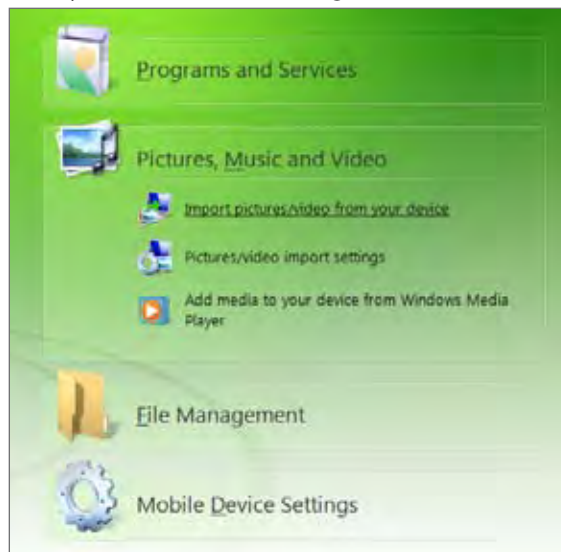 Programs and Services
Pictures, Music and Video
Import pictures/video from your device
Pictures/video import settings
Add media to your device from Windows Media
Player
File Management
Mobile Device Settings